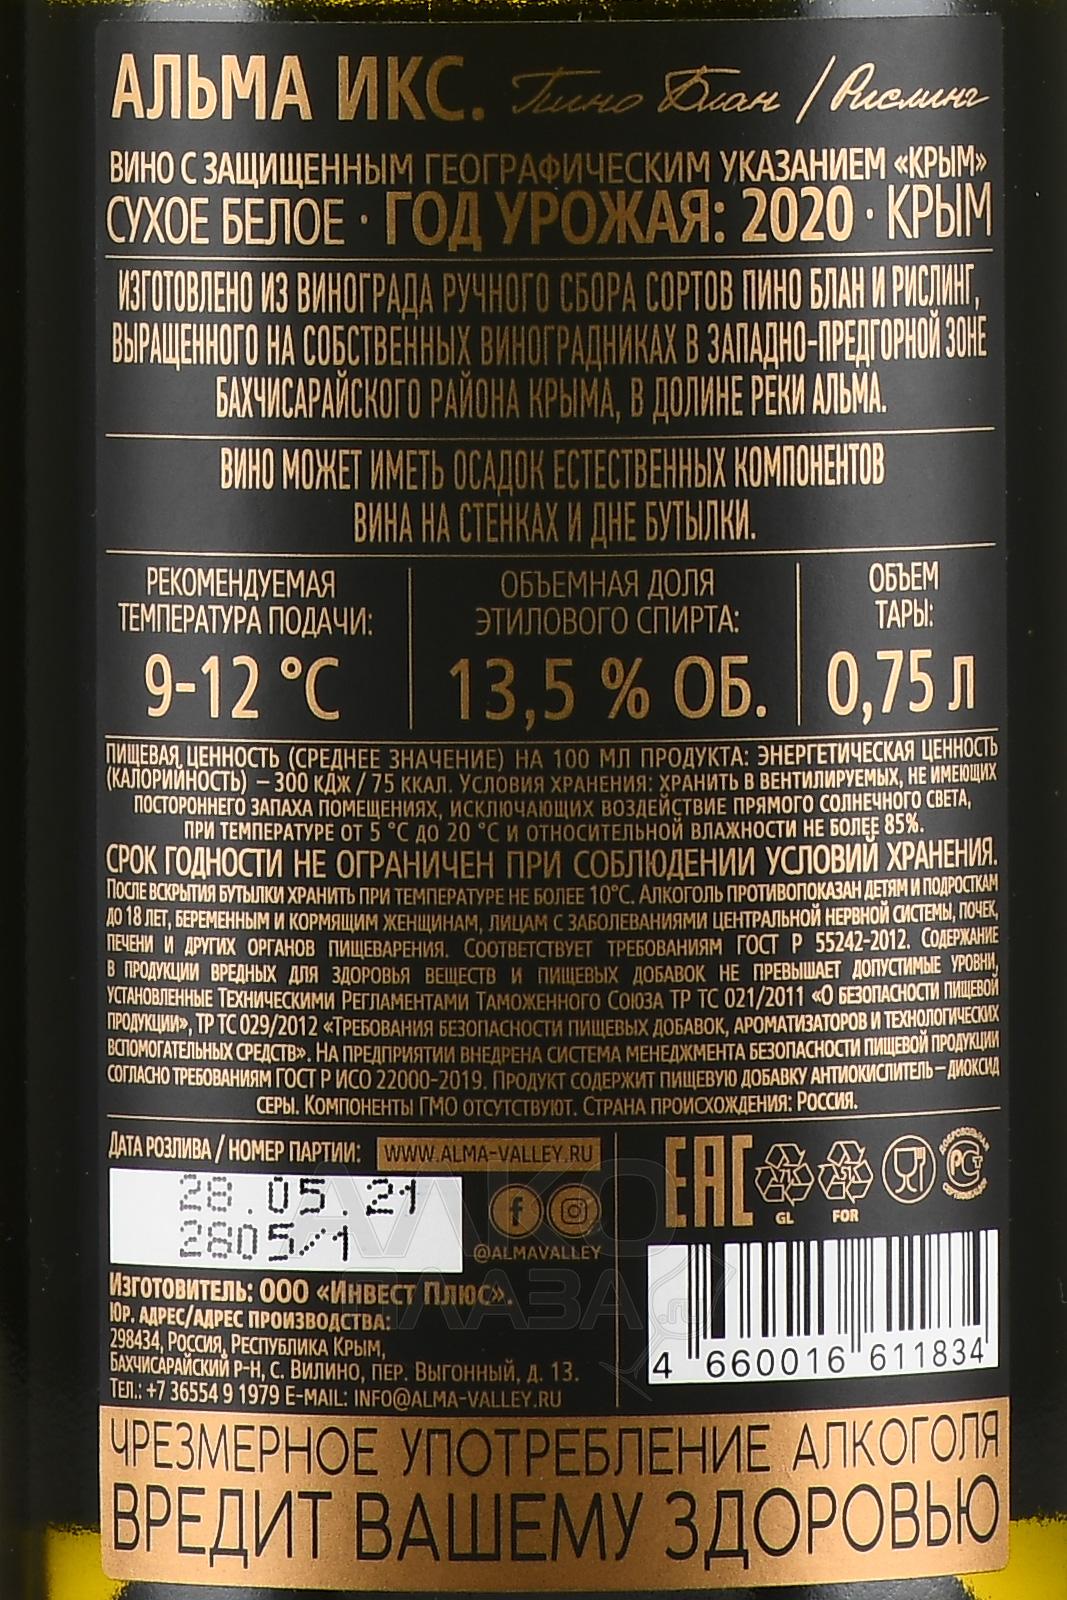 АЛЬМА ИКС. Пино Блан / Рислинг
ВИНО С ЗАЩИЩЕННЫМ ГЕОГРАФИЧЕСКИМ УКАЗАНИЕМ «КРЫМ»
СУХОЕ БЕЛОЕ · ГОД УРОЖАЯ: 2020 · КРЫМ
ИЗГОТОВЛЕНО ИЗ ВИНОГРАДА РУЧНОГО СБОРА СОРТОВ ПИНО БЛАН И РИСЛИНГ,
ВЫРАЩЕННОГО НА СОБСТВЕННЫХ ВИНОГРАДНИКАХ В ЗАПАДНО-ПРЕДГОРНОЙ ЗОНЕ
БАХЧИСАРАЙСКОГО РАЙОНА КРЫМА, В ДОЛИНЕ РЕКИ АЛЬМА.
ВИНО МОЖЕТ ИМЕТЬ ОСАДОК ЕСТЕСТВЕННЫХ КОМПОНЕНТОВ
ВИНА НА СТЕНКАХ И ДНЕ БУТЫЛКИ.
РЕКОМЕНДУЕМАЯ
ТЕМПЕРАТУРА ПОДАЧИ:
9-12 °C
ОБЪЕМНАЯ ДОЛЯ
ЭТИЛОВОГО СПИРТА:
13,5 % ОБ.
ОБЪЕМ
ТАРЫ:
0,75 Л
ПИЩЕВАЯ ЦЕННОСТЬ (СРЕДНЕЕ ЗНАЧЕНИЕ) НА 100 МЛ ПРОДУКТА: ЭНЕРГЕТИЧЕСКАЯ ЦЕННОСТЬ
(КАЛОРИЙНОСТЬ) – 300 КДЖ / 75 ККАЛ. УСЛОВИЯ ХРАНЕНИЯ: ХРАНИТЬ В ВЕНТИЛИРУЕМЫХ, НЕ ИМЕЮЩИХ
ПОСТОРОННЕГО ЗАПАХА ПОМЕЩЕНИЯХ, ИСКЛЮЧАЮЩИХ ВОЗДЕЙСТВИЕ ПРЯМОГО СОЛНЕЧНОГО СВЕТА,
ПРИ ТЕМПЕРАТУРЕ ОТ 5 °C ДО 20 °C И ОТНОСИТЕЛЬНОЙ ВЛАЖНОСТИ НЕ БОЛЕЕ 85%.
СРОК ГОДНОСТИ НЕ ОГРАНИЧЕН ПРИ СОБЛЮДЕНИИ УСЛОВИЙ ХРАНЕНИЯ.
ПОСЛЕ ВСКРЫТИЯ БУТЫЛКИ ХРАНИТЬ ПРИ ТЕМПЕРАТУРЕ НЕ БОЛЕЕ 10°C. АЛКОГОЛЬ ПРОТИВОПОКАЗАН ДЕТЯМ И ПОДРОСТКАМ
ДО 18 ЛЕТ, БЕРЕМЕННЫМ И КОРМЯЩИМ ЖЕНЩИНАМ, ЛИЦАМ С ЗАБОЛЕВАНИЯМИ ЦЕНТРАЛЬНОЙ НЕРВНОЙ СИСТЕМЫ, ПОЧЕК,
ПЕЧЕНИ И ДРУГИХ ОРГАНОВ ПИЩЕВАРЕНИЯ. СООТВЕТСТВУЕТ ТРЕБОВАНИЯМ ГОСТ Р 55242-2012. СОДЕРЖАНИЕ
В ПРОДУКЦИИ ВРЕДНЫХ ДЛЯ ЗДОРОВЬЯ ВЕЩЕСТВ И ПИЩЕВЫХ ДОБАВОК НЕ ПРЕВЫШАЕТ ДОПУСТИМЫЕ УРОВНИ,
УСТАНОВЛЕННЫЕ ТЕХНИЧЕСКИМИ РЕГЛАМЕНТАМИ ТАМОЖЕННОГО СОЮЗА ТР ТС 021/2011 «О БЕЗОПАСНОСТИ ПИЩЕВОЙ
ПРОДУКЦИИ», ТР ТС 029/2012 «ТРЕБОВАНИЯ БЕЗОПАСНОСТИ ПИЩЕВЫХ ДОБАВОК, АРОМАТИЗАТОРОВ И ТЕХНОЛОГИЧЕСКИХ
ВСПОМОГАТЕЛЬНЫХ СРЕДСТВ». НА ПРЕДПРИЯТИИ ВНЕДРЕНА СИСТЕМА МЕНЕДЖМЕНТА БЕЗОПАСНОСТИ ПИЩЕВОЙ ПРОДУКЦИИ
СОГЛАСНО ТРЕБОВАНИЯМ ГОСТ Р ИСО 22000-2019. ПРОДУКТ СОДЕРЖИТ ПИЩЕВУЮ ДОБАВКУ АНТИОКИСЛИТЕЛЬ – ДИОКСИД
СЕРЫ. КОМПОНЕНТЫ ГМО ОТСУТСТВУЮТ. СТРАНА ПРОИСХОЖДЕНИЯ: РОССИЯ.
ДАТА РОЗЛИВА / НОМЕР ПАРТИИ:
28.05.21
2805/1
WWW.ALMA-VALLEY.RU
@ALMAVALLEY
EAC
71
GL
51
FOR
ДОБРОВОЛЬНАЯ
РСТ
СЕРТИФИКАЦИЯ
ИЗГОТОВИТЕЛЬ: ООО «ИНВЕСТ ПЛЮС».
ЮР. АДРЕС/АДРЕС ПРОИЗВОДСТВА:
298434, РОССИЯ, РЕСПУБЛИКА КРЫМ,
БАХЧИСАРАЙСКИЙ Р-Н, С. ВИЛИНО, ПЕР. ВЫГОННЫЙ, Д. 13.
ТЕЛ.: +7 36554 9 1979 E-MAIL: INFO@ALMA-VALLEY.RU
4 660016 611834
АЛКО
ПЛАЗА
.ru
ЧРЕЗМЕРНОЕ УПОТРЕБЛЕНИЕ АЛКОГОЛЯ
ВРЕДИТ ВАШЕМУ ЗДОРОВЬЮ